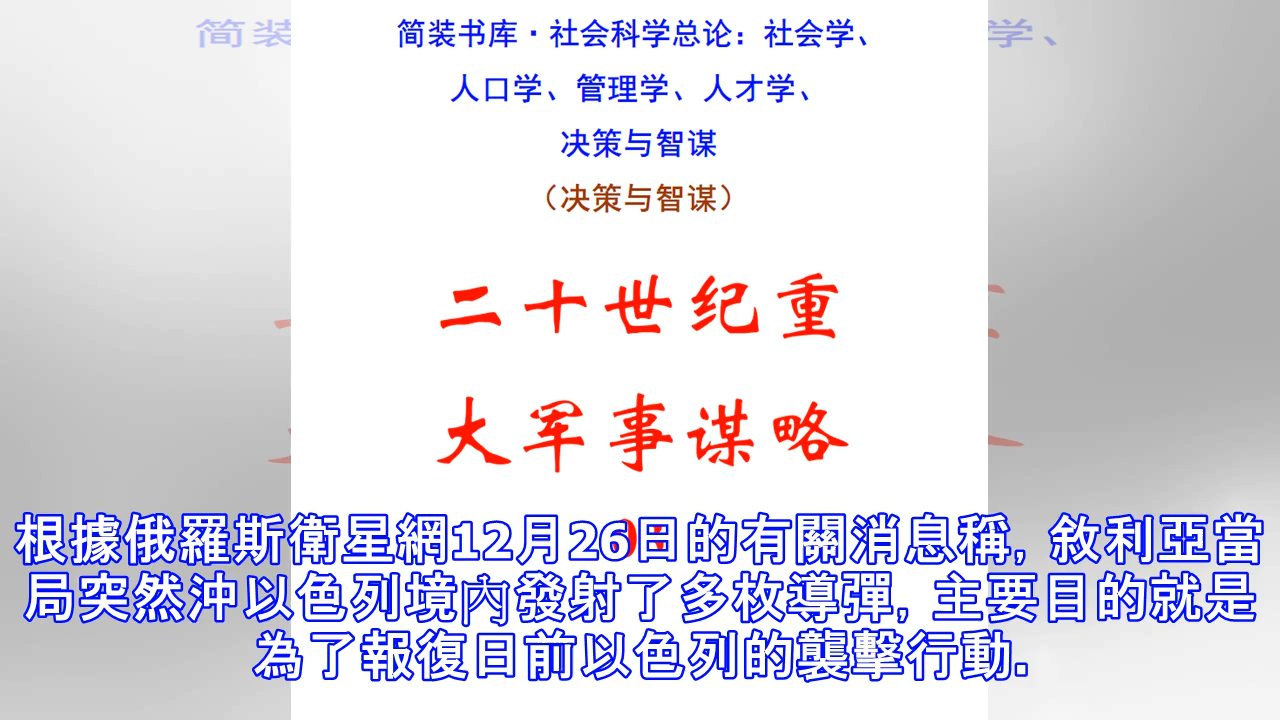 简装书库·社会科学总论：社会学、
人口学、管理学、人才学、
决策与智谋
（决策与智谋）
二十世纪重
大军事谋略
根據俄羅斯衛星網12月26日的有關消息稱, 敘利亞當
局突然沖以色列境內發射了多枚導彈, 主要目的就是
為了報復日前以色列的襲擊行動.